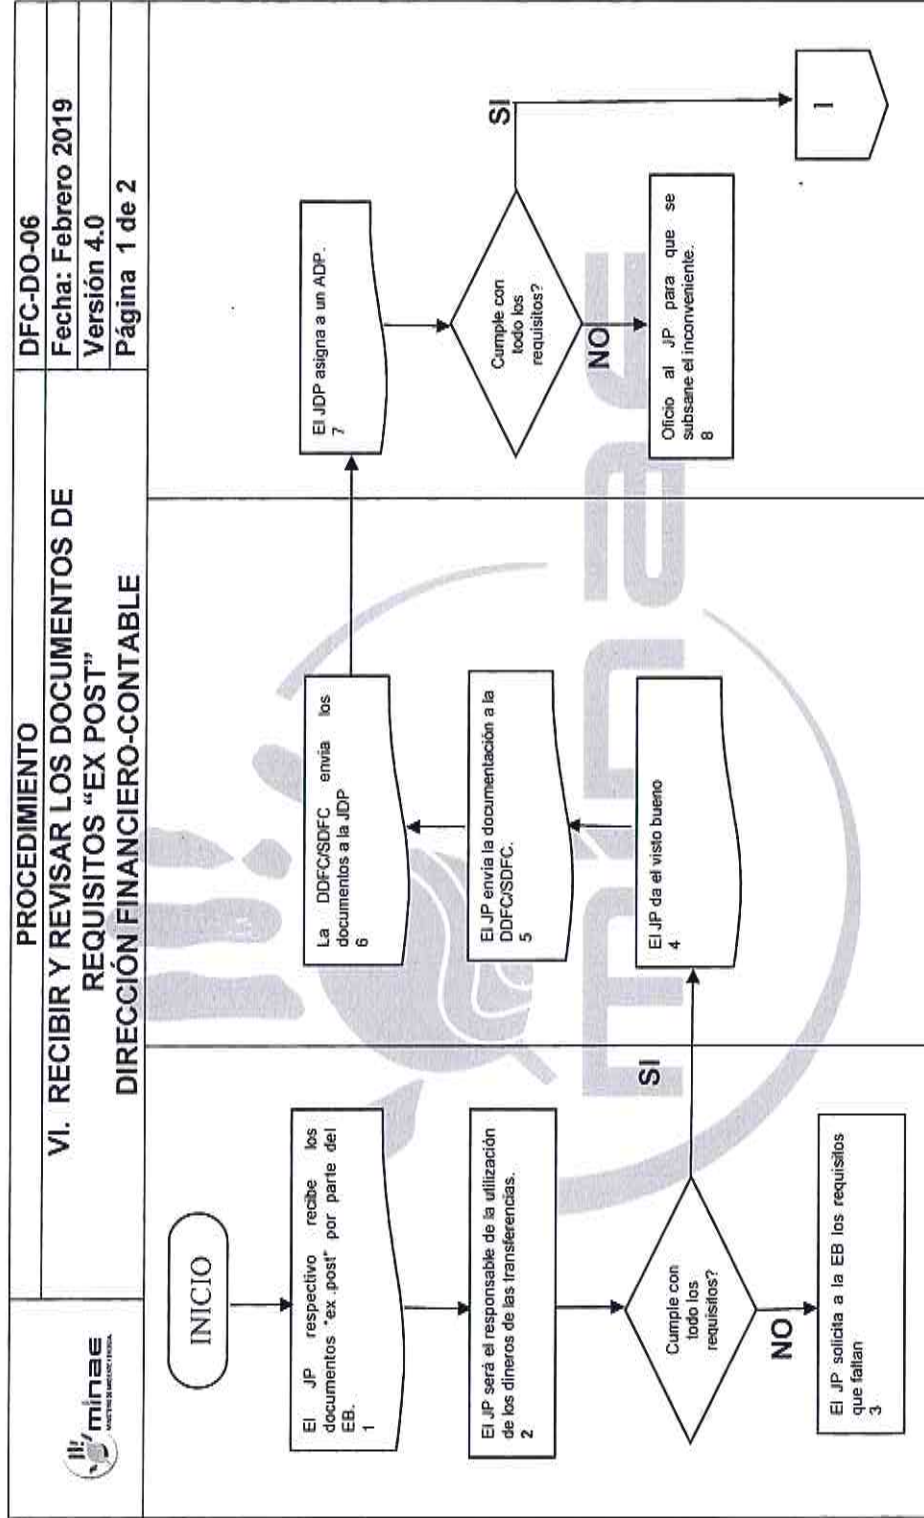 minae
PROCEDIMIENTO
VI. RECIBIR Y REVISAR LOS DOCUMENTOS DE
REQUISITOS “EX POST”
DIRECCIÓN FINANCIERO-CONTABLE
DFC-DO-06
Fecha: Febrero 2019
Versión 4.0
Página 1 de 2
INICIO
El JP respectivo recibe los
documentos "ex .post" por parte del
EB.
1
El JP será el responsable de la utilización
de los dineros de las transferencias.
2
Cumple con
todo los
requisitos?
SI
NO
El JP solicita a la EB los requisitos
que faltan
3
El JP da el visto bueno
4
El JP envía la documentación a la
DDFC/SDFC.
5
La DDFC/SDFC envia los
documentos a la JDP
6
El JDP asigna a un ADP.
7
Cumple con
todo los
requisitos?
SI
NO
Oficio al JP para que se
subsane el inconveniente.
8
1
minae